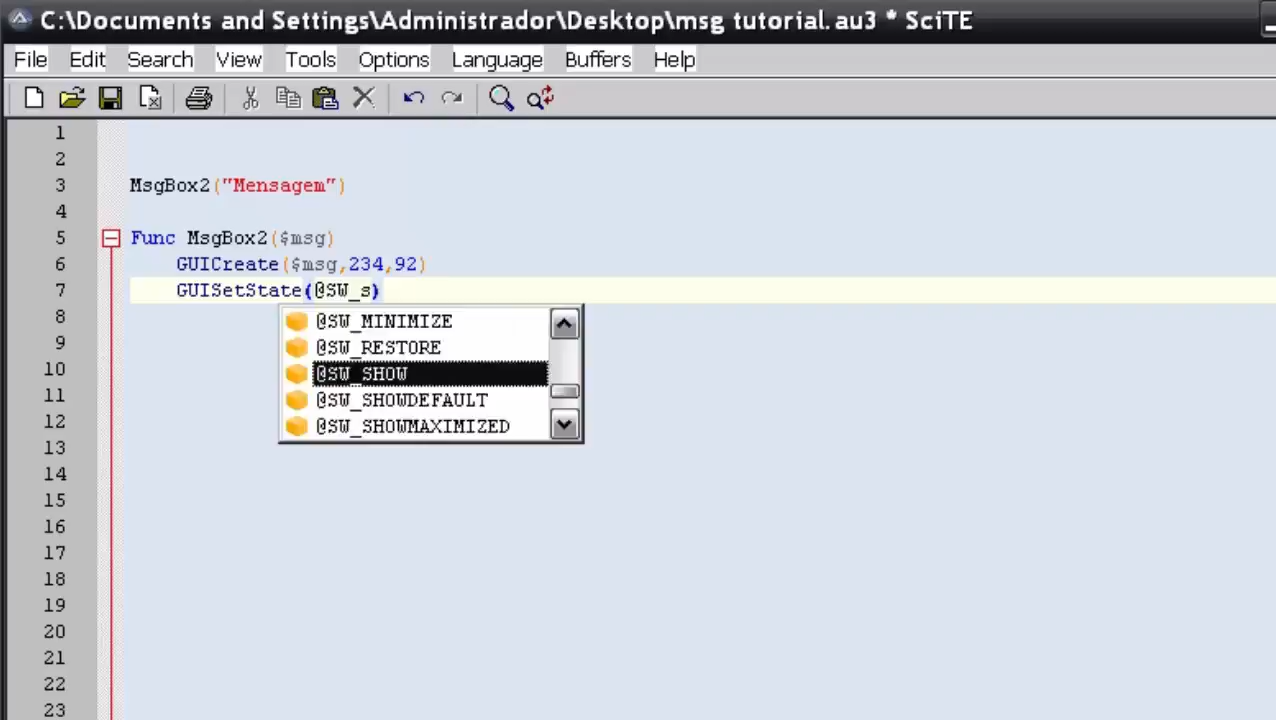 C:\Documents and Settings\Administrador\Desktop\msg tutorial.au3 * SciTE
File Edit Search View Tools Options Language Buffers Help
1
2
3 MsgBox2("Mensagem")
4
5 Func MsgBox2($msg)
6 GUICreate($msg,234,92)
7 GUISetState(@SW_s)
8 @SW_MINIMIZE
9 @SW_RESTORE
10 @SW_SHOW
11 @SW_SHOWDEFAULT
12 @SW_SHOWMAXIMIZED
13
14
15
16
17
18
19
20
21
22
23